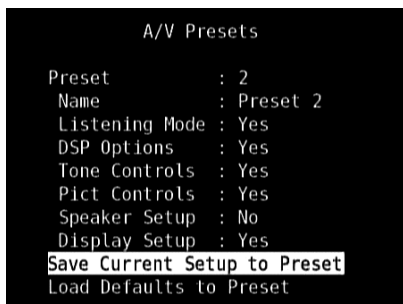 A/V Presets
Preset : 2
Name : Preset 2
Listening Mode : Yes
DSP Options : Yes
Tone Controls : Yes
Pict Controls : Yes
Speaker Setup : No
Display Setup : Yes
Save Current Setup to Preset
Load Defaults to Preset